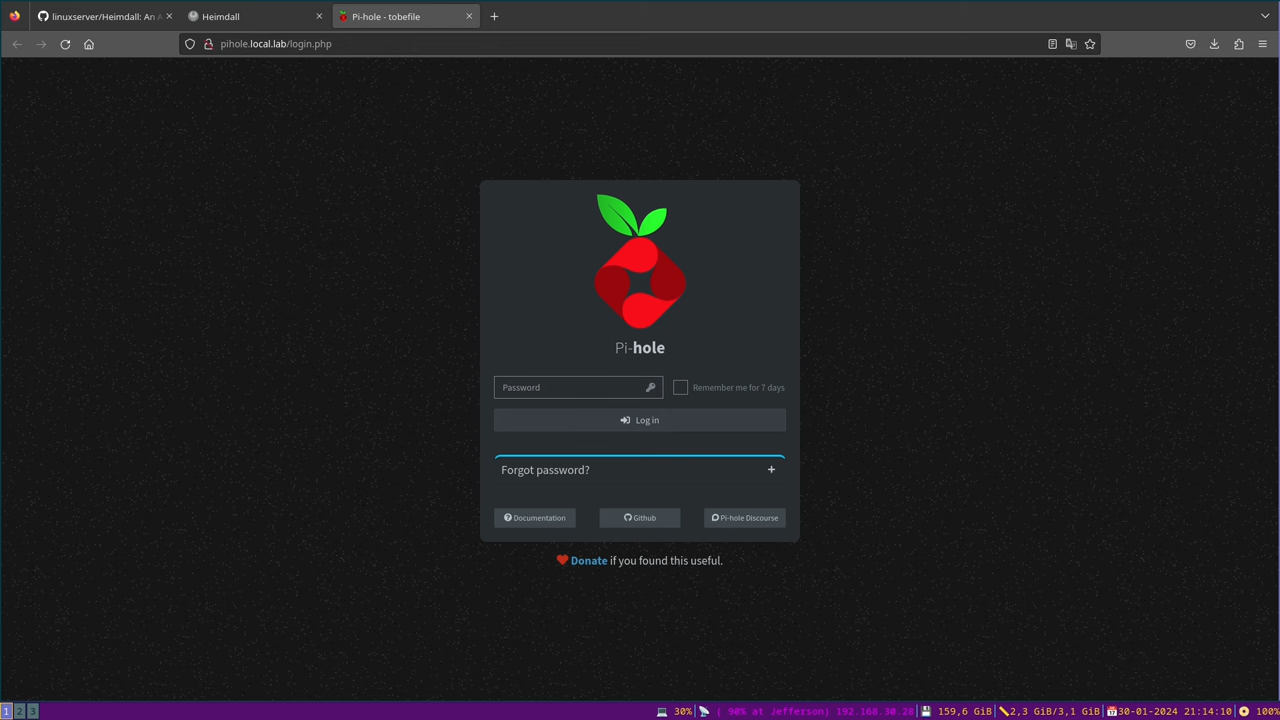 linuxserver/Heimdall: An A
Heimdall
Pi-hole - tobefile
pihole.local.lab/login.php
Pi-hole
Password
Remember me for 7 days
Log in
Forgot password?
Documentation
Github
Pi-hole Discourse
Donate if you found this useful.
1 2 3
30% | ( 90% at Jefferson) 192.168.30.28 | 159,6 GiB | 2,3 GiB/3,1 GiB | 30-01-2024 21:14:10 | 100%